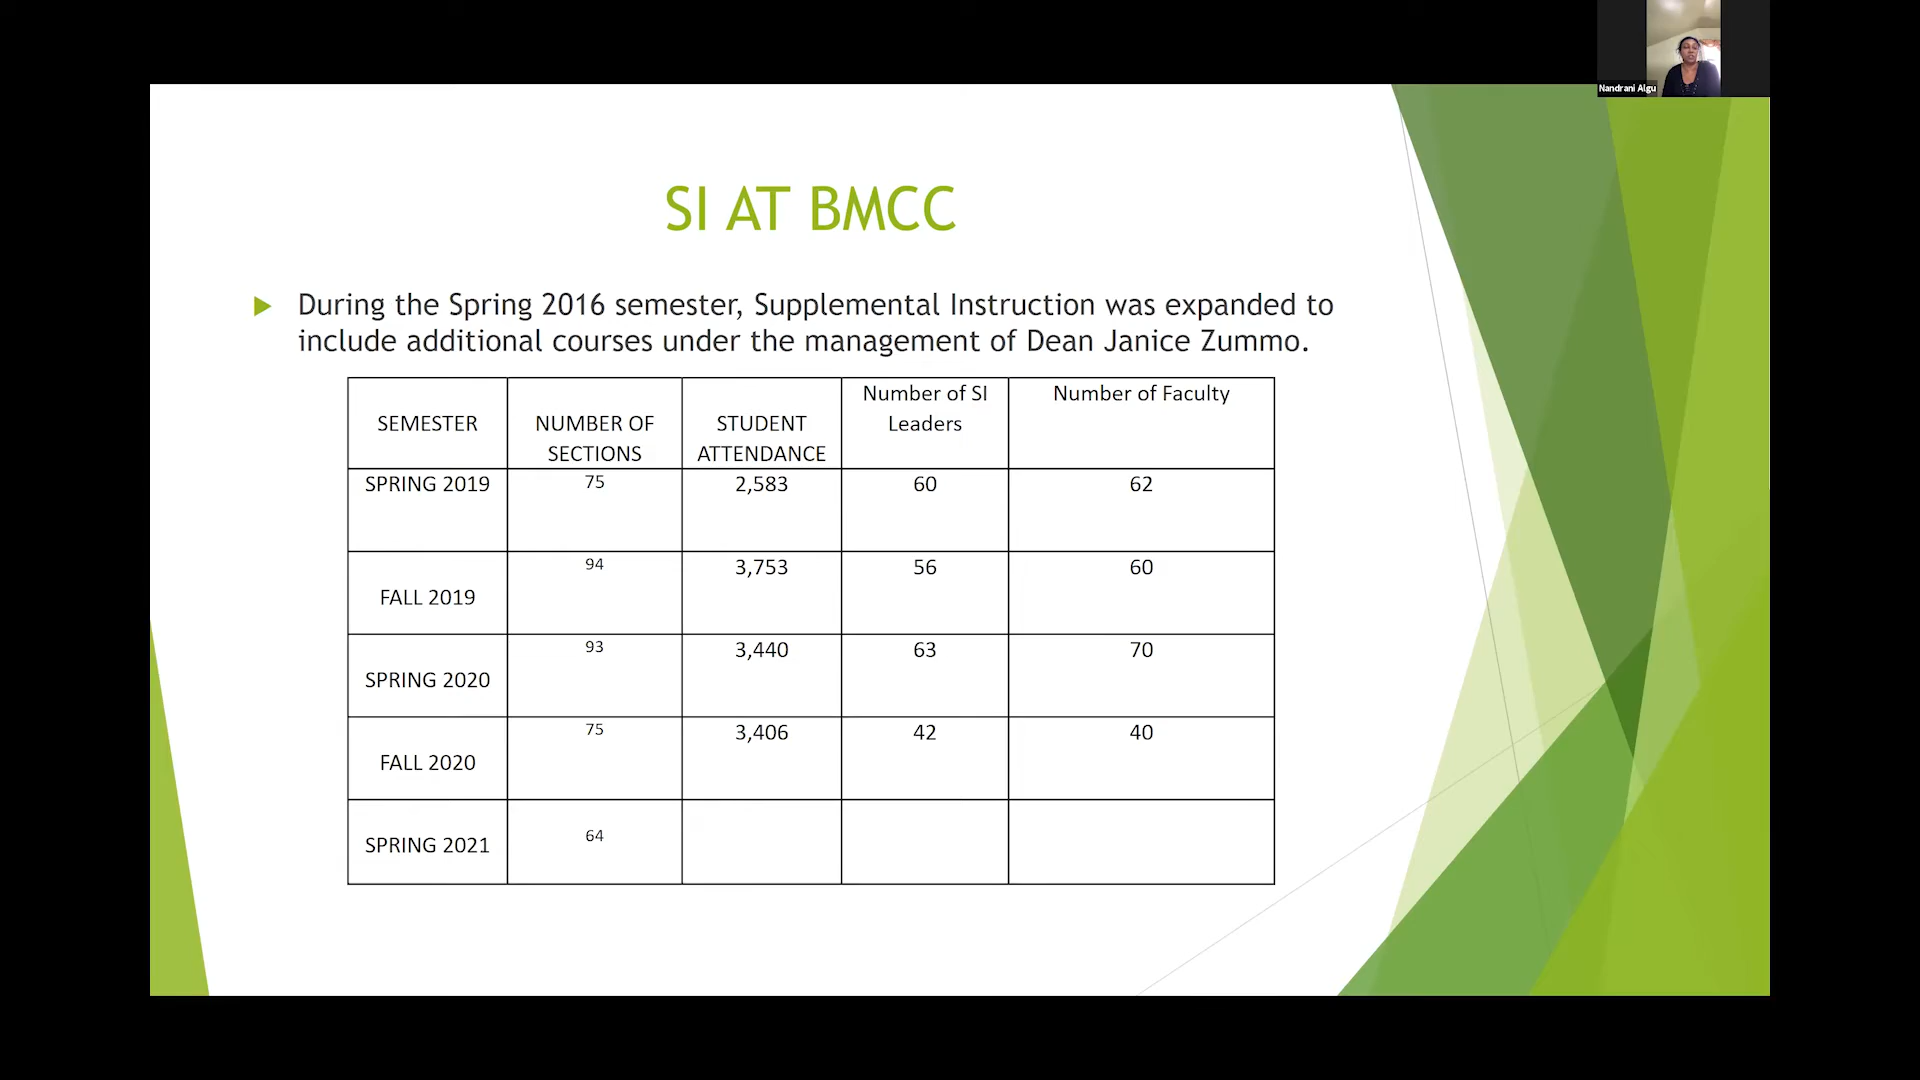 Nandrani Algu
SI AT BMCC
During the Spring 2016 semester, Supplemental Instruction was expanded to
include additional courses under the management of Dean Janice Zummo.
SEMESTER NUMBER OF SECTIONS STUDENT ATTENDANCE Number of SI Leaders Number of Faculty
SPRING 2019 75 2,583 60 62
FALL 2019 94 3,753 56 60
SPRING 2020 93 3,440 63 70
FALL 2020 75 3,406 42 40
SPRING 2021 64